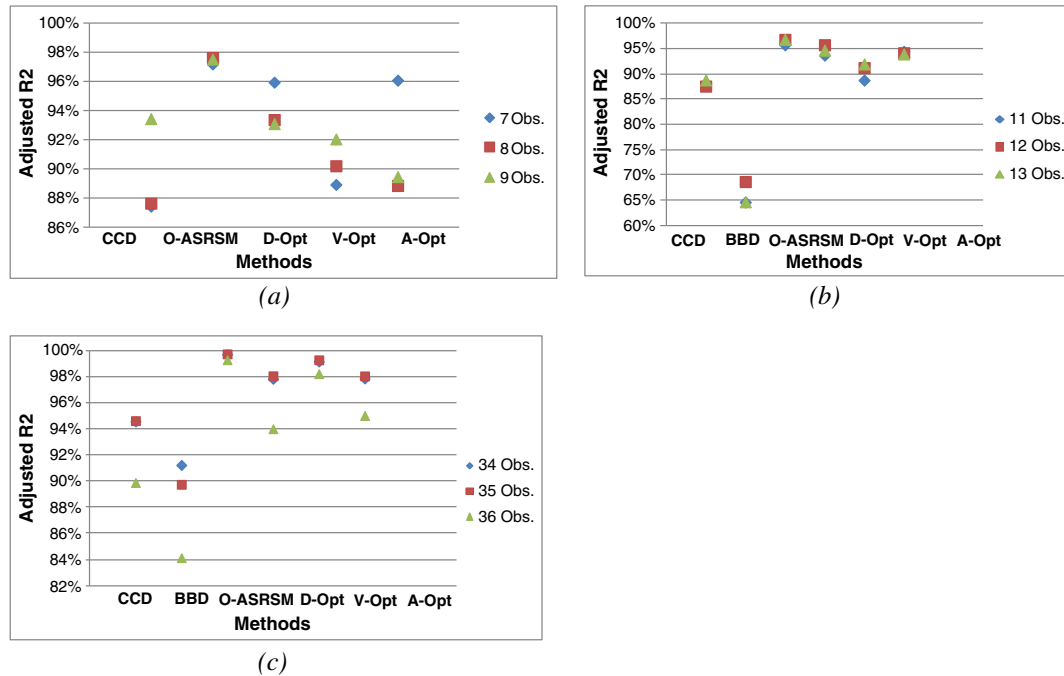 100%
98%
96%
94%
92%
90%
88%
86%
Adjusted R2
CCD O-ASRSM D-Opt V-Opt A-Opt
Methods
7 Obs.
8 Obs.
9 Obs.
(a)
100%
95%
90%
85%
80%
75%
70%
65%
60%
Adjusted R2
CCD BBD O-ASRSM D-Opt V-Opt A-Opt
Methods
11 Obs.
12 Obs.
13 Obs.
(b)
100%
98%
96%
94%
92%
90%
88%
86%
84%
82%
Adjusted R2
CCD BBD O-ASRSM D-Opt V-Opt A-Opt
Methods
34 Obs.
35 Obs.
36 Obs.
(c)